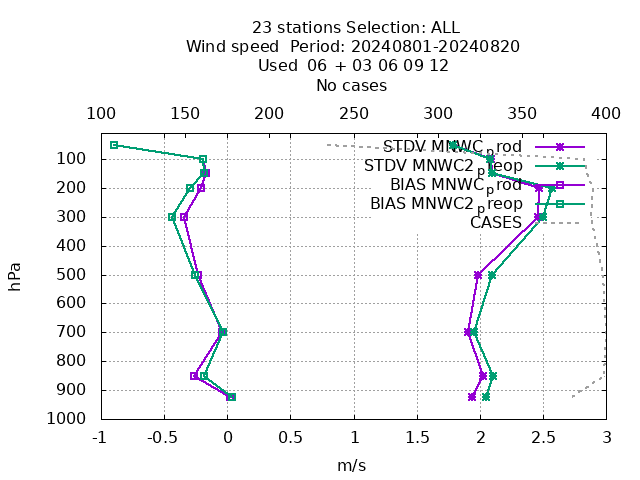 23 stations Selection: ALL
Wind speed  Period: 20240801-20240820
Used  06 + 03 06 09 12
No cases
100 150 200 250 300 350 400
STDV MNWC_prod
STDV MNWC2_preop
BIAS MNWC_prod
BIAS MNWC2_preop
CASES
100
200
300
400
500
600
700
800
900
1000
hPa
-1 -0.5 0 0.5 1 1.5 2 2.5 3
m/s